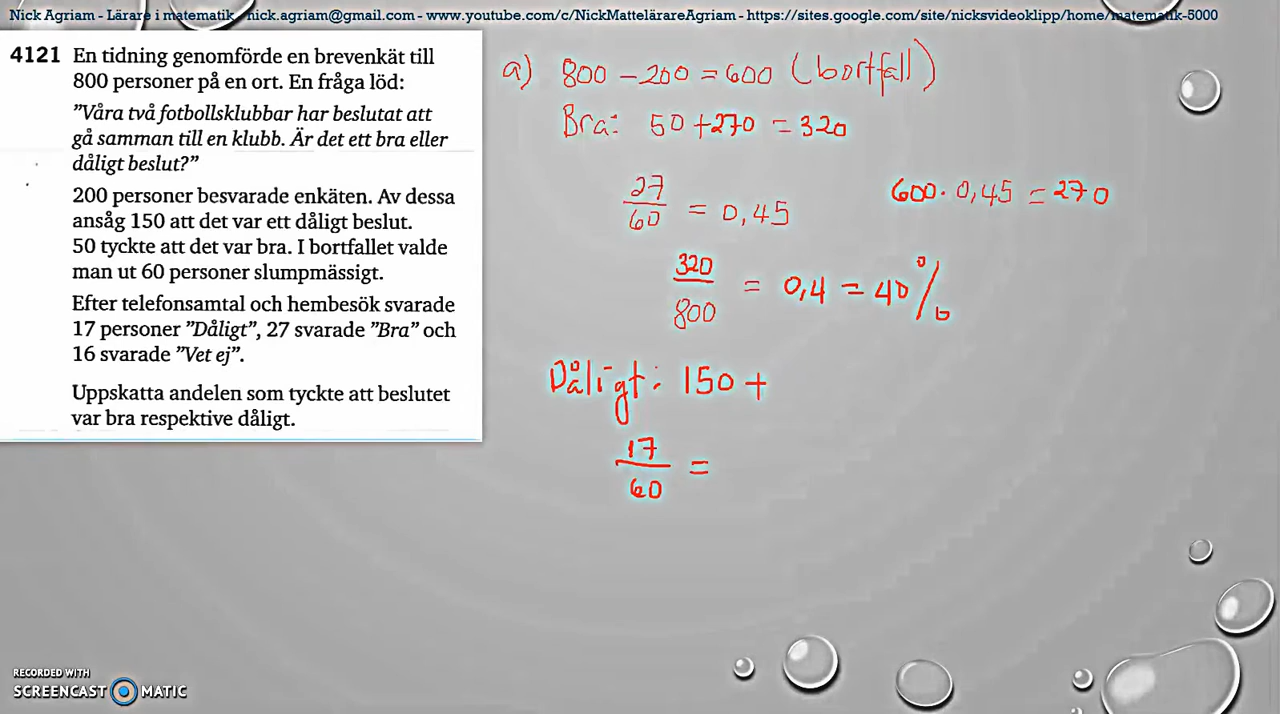 Nick Agriam - Lärare i matematik, nick.agriam@gmail.com - www.youtube.com/c/NickMattelärareAgriam - https://sites.google.com/site/nicksvideoklipp/home/matematik-5000
4121 En tidning genomförde en brevenkät till
800 personer på en ort. En fråga löd:
"Våra två fotbollsklubbar har beslutat att
gå samman till en klubb. Är det ett bra eller
dåligt beslut?"
200 personer besvarade enkäten. Av dessa
ansåg 150 att det var ett dåligt beslut.
50 tyckte att det var bra. I bortfallet valde
man ut 60 personer slumpmässigt.
Efter telefonsamtal och hembesök svarade
17 personer "Dåligt", 27 svarade "Bra" och
16 svarade "Vet ej".
Uppskatta andelen som tyckte att beslutet
var bra respektive dåligt.
a) 800 - 200 = 600 (bortfall)
Bra: 50 + 270 = 320
27/60 = 0,45
600 · 0,45 = 270
320/800 = 0,4 = 40%
Dåligt: 150 +
17/60 =
RECORDED WITH
SCREENCAST MATIC